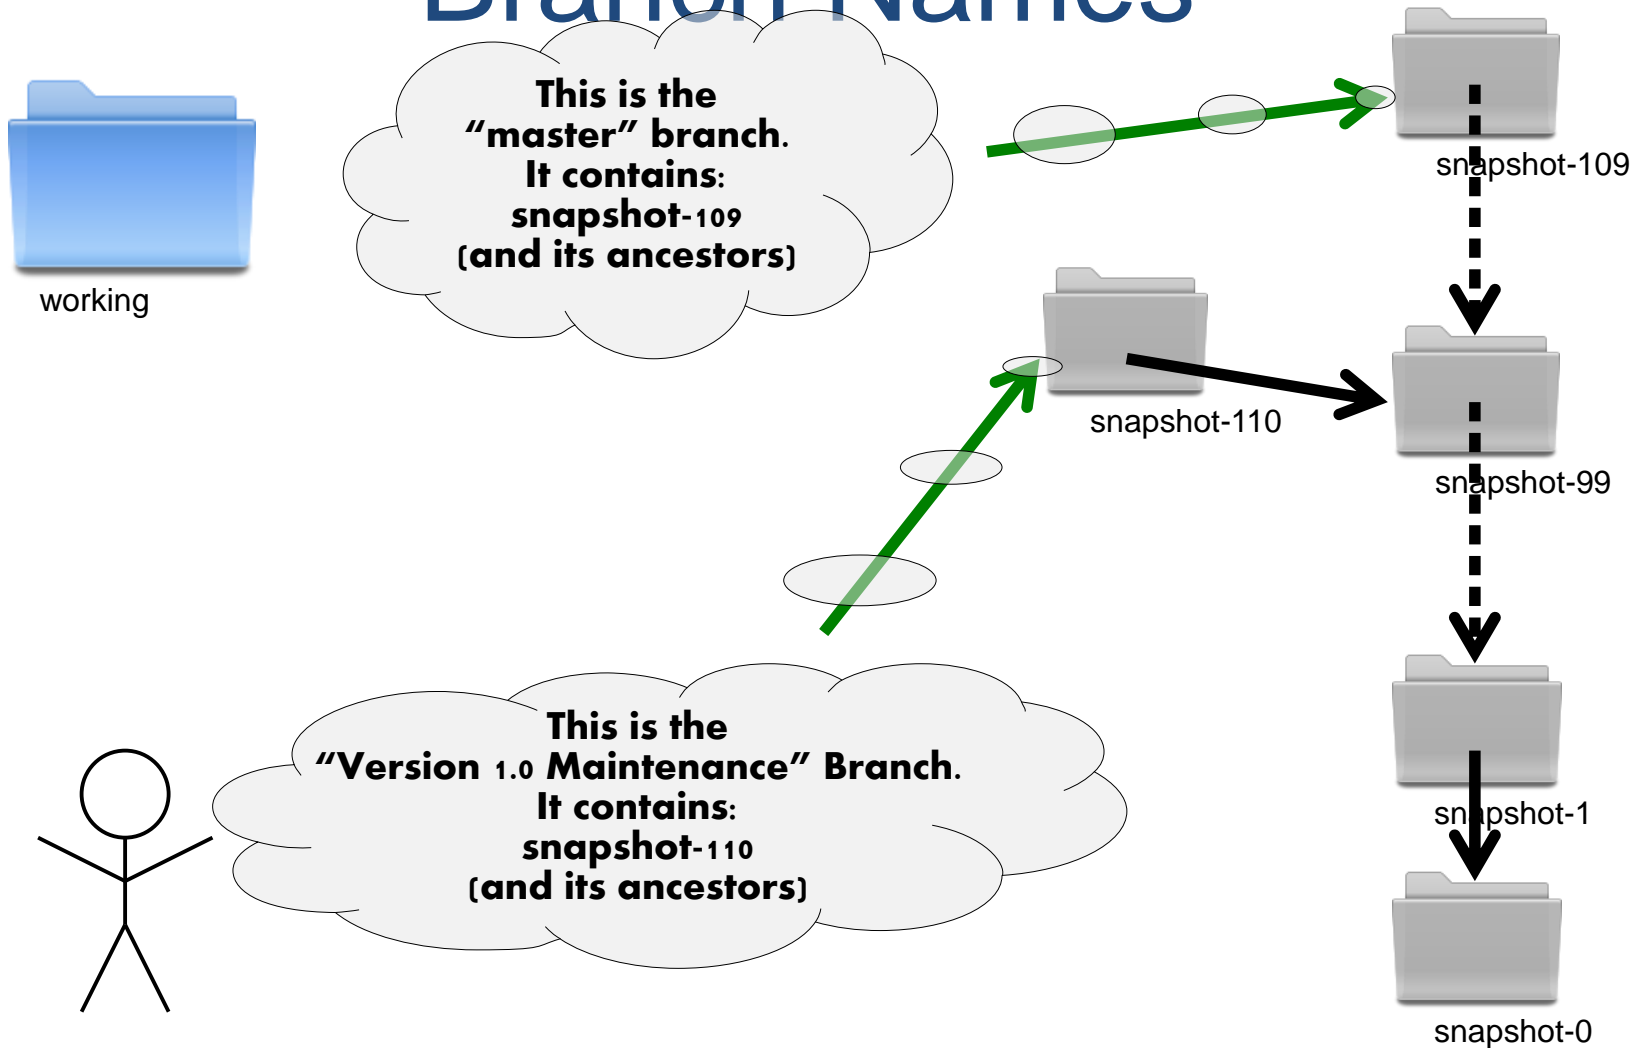 Branch Names
This is the
“master” branch.
It contains:
snapshot-109
(and its ancestors)
working
snapshot-109
snapshot-110
snapshot-99
This is the
“Version 1.0 Maintenance” Branch.
It contains:
snapshot-110
(and its ancestors)
snapshot-1
snapshot-0